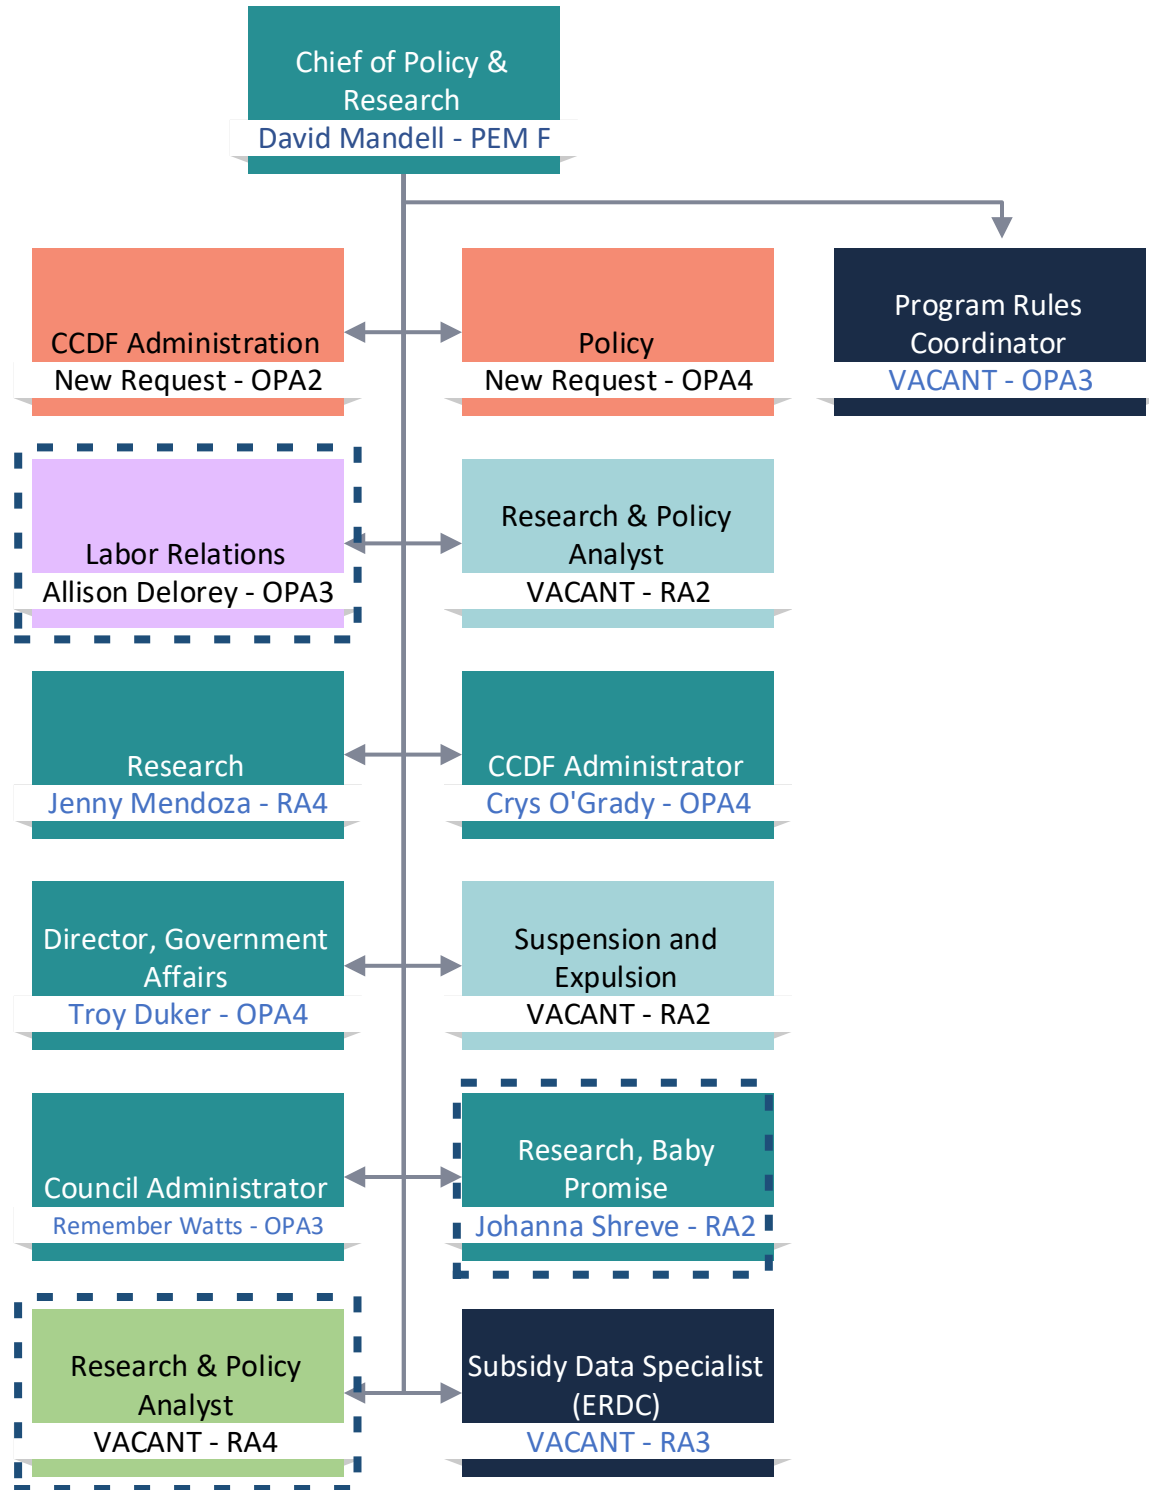 Chief of Policy &
Research
David Mandell - PEM F
CCDF Administration
New Request - OPA2
Policy
New Request - OPA4
Program Rules
Coordinator
VACANT - OPA3
Labor Relations
Allison Delorey - OPA3
Research & Policy
Analyst
VACANT - RA2
Research
Jenny Mendoza - RA4
CCDF Administrator
Crys O'Grady - OPA4
Director, Government
Affairs
Troy Duker - OPA4
Suspension and
Expulsion
VACANT - RA2
Council Administrator
Remember Watts - OPA3
Research, Baby
Promise
Johanna Shreve - RA2
Research & Policy
Analyst
VACANT - RA4
Subsidy Data Specialist
(ERDC)
VACANT - RA3